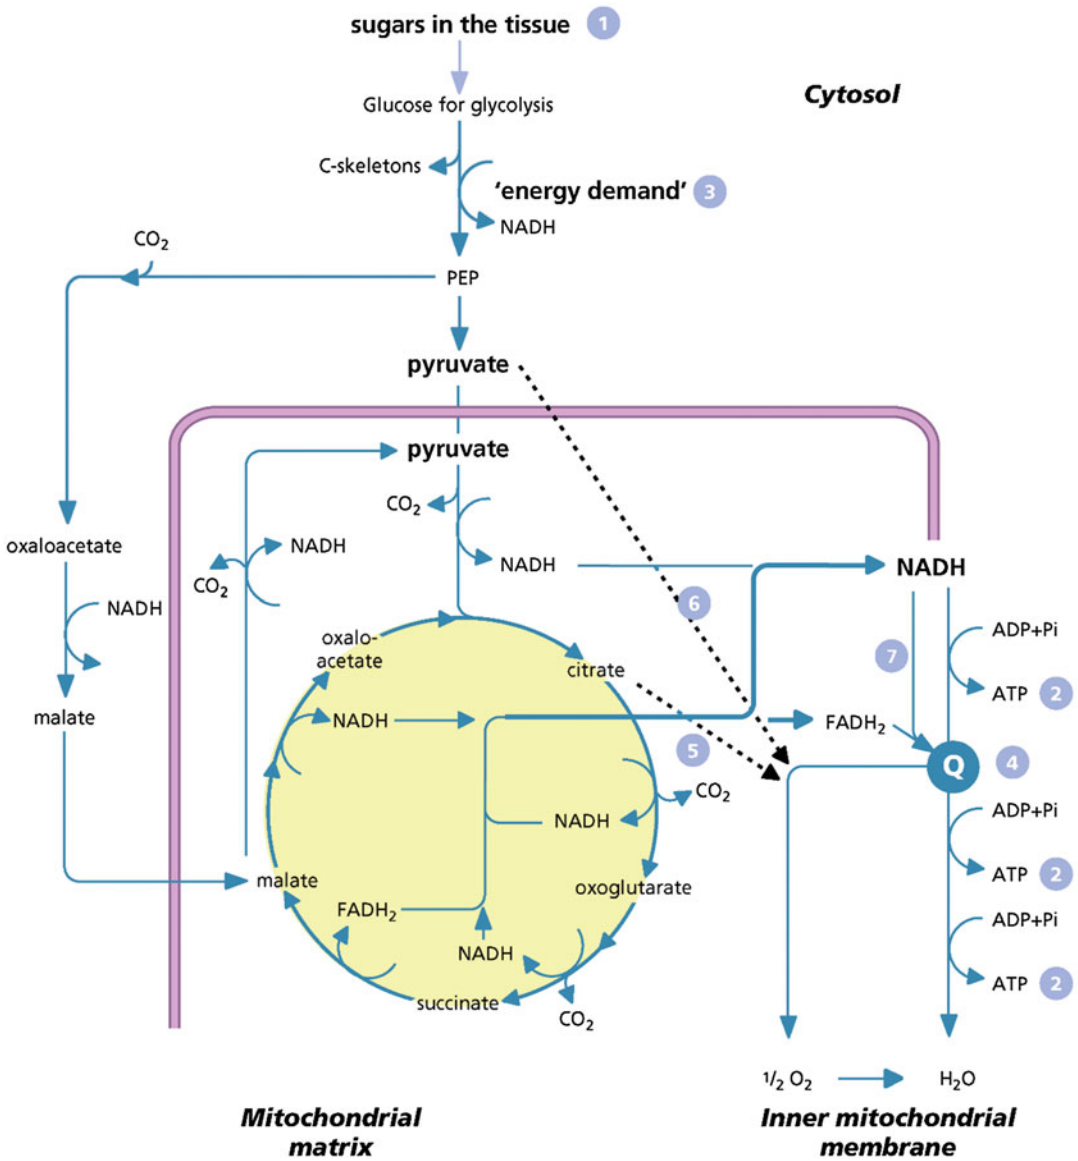 sugars in the tissue 1
Cytosol
Glucose for glycolysis
C-skeletons
'energy demand' 3
NADH
CO2
PEP
pyruvate
pyruvate
CO2
oxaloacetate
NADH
CO2
NADH
NADH
NADH
6
ADP+Pi
oxalo-
acetate
citrate
7
ATP 2
malate
NADH
FADH2
5
Q 4
CO2
NADH
ADP+Pi
malate
oxoglutarate
ATP 2
FADH2
ADP+Pi
NADH
ATP 2
succinate
CO2
1/2 O2
H2O
Mitochondrial
matrix
Inner mitochondrial
membrane